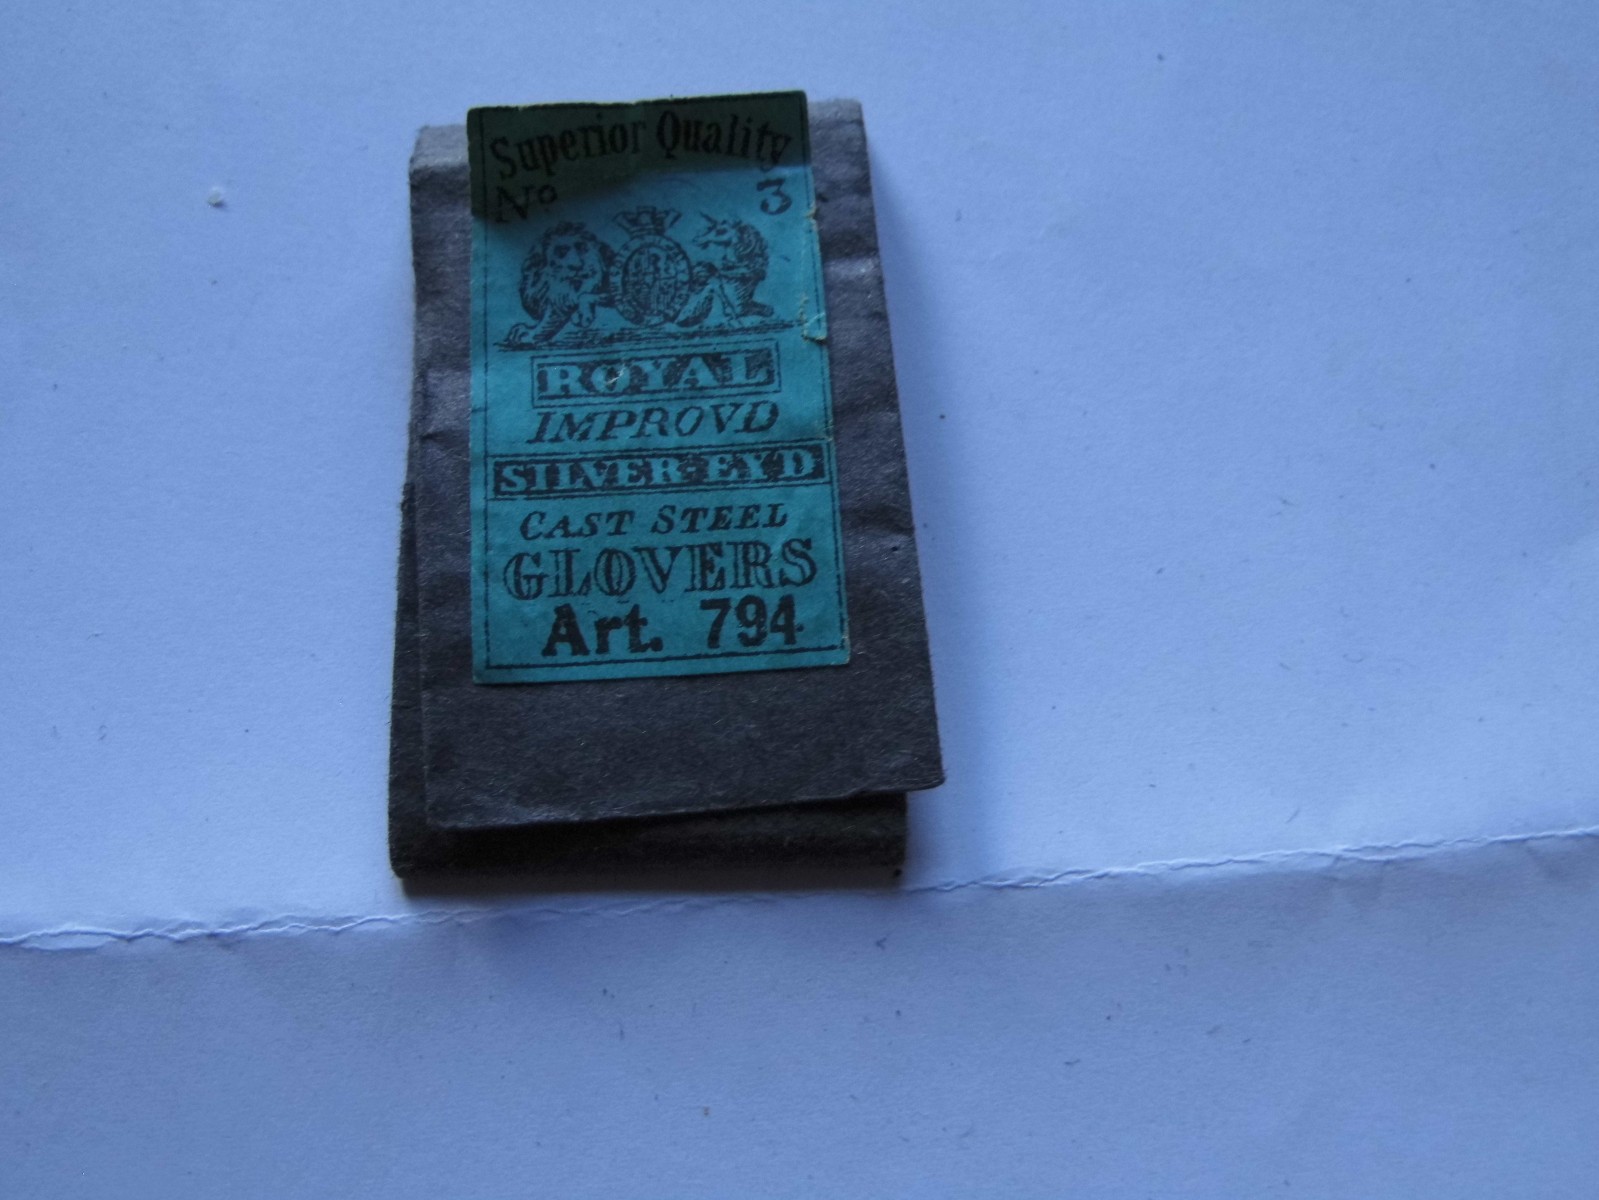 Superior Quality
No 3
ROYAL
IMPROVD
SILVER-EYD
CAST STEEL
GLOVERS
Art. 794